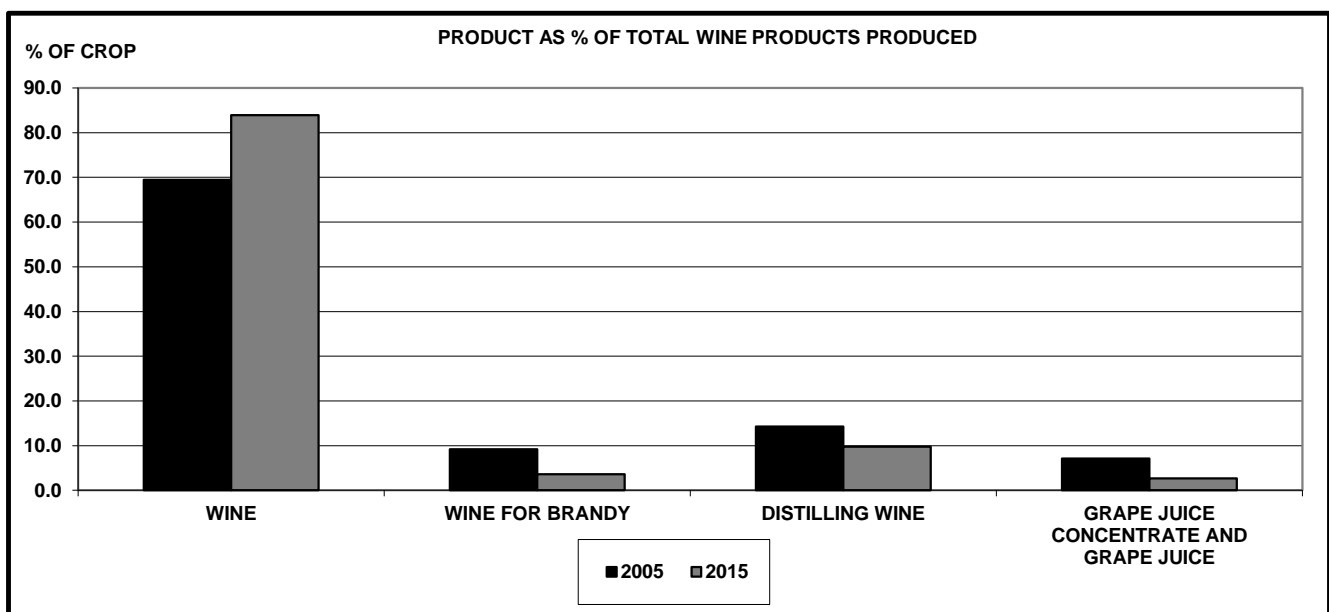 PRODUCT AS % OF TOTAL WINE PRODUCTS PRODUCED
% OF CROP
90.0
80.0
70.0
60.0
50.0
40.0
30.0
20.0
10.0
0.0
WINE
WINE FOR BRANDY
DISTILLING WINE
GRAPE JUICE
CONCENTRATE AND
GRAPE JUICE
2005 2015